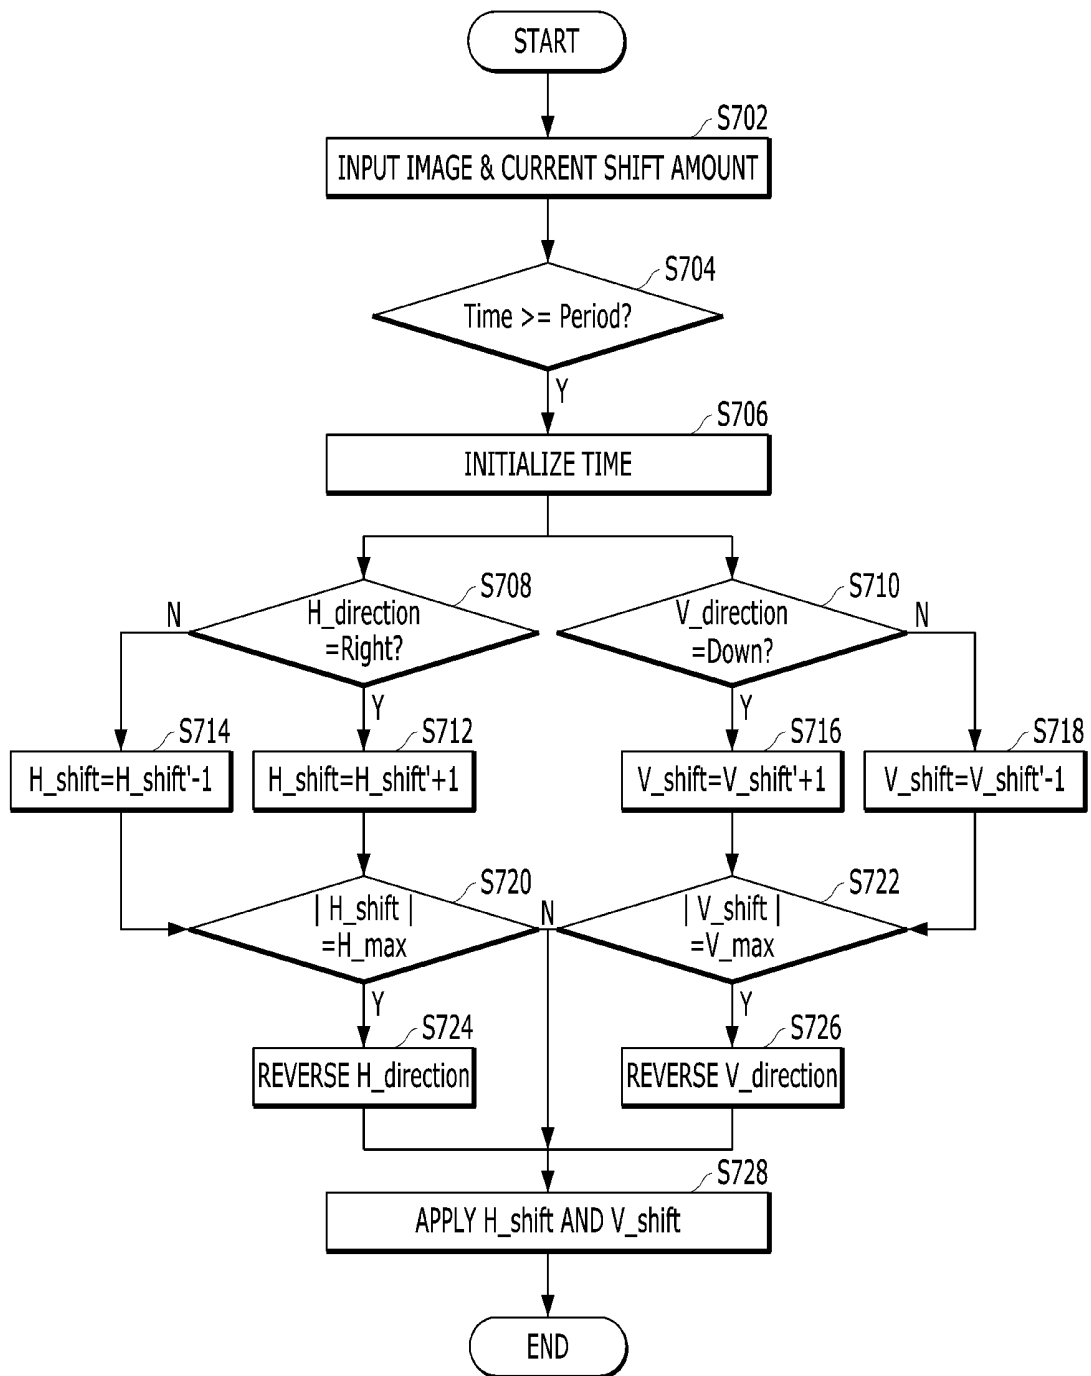 START
S702
INPUT IMAGE & CURRENT SHIFT AMOUNT
S704
Time >= Period?
Y
S706
INITIALIZE TIME
S708
S710
N
H_direction
=Right?
V_direction
=Down?
N
Y
Y
S714
S712
S716
S718
H_shift=H_shift'-1
H_shift=H_shift'+1
V_shift=V_shift'+1
V_shift=V_shift'-1
S720
S722
| H_shift |
=H_max
N
| V_shift |
=V_max
Y
Y
S724
S726
REVERSE H_direction
REVERSE V_direction
S728
APPLY H_shift AND V_shift
END